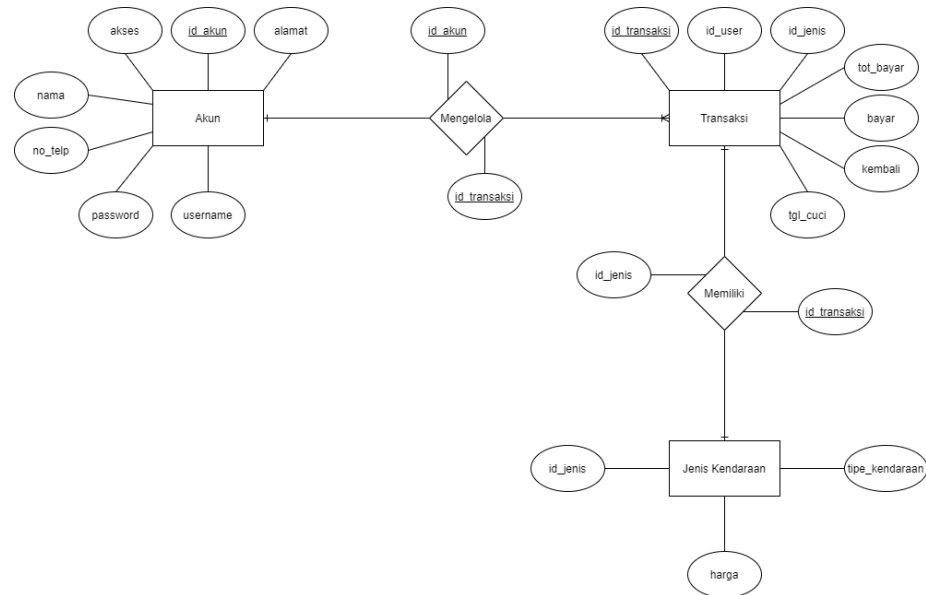 akses
id_akun
alamat
id_akun
id_transaksi
id_user
id_jenis
tot_bayar
nama
Akun
Mengelola
Transaksi
bayar
no_telp
kembali
password
username
id_transaksi
tgl_cuci
id_jenis
Memiliki
id_transaksi
id_jenis
Jenis Kendaraan
tipe_kendaraan
harga